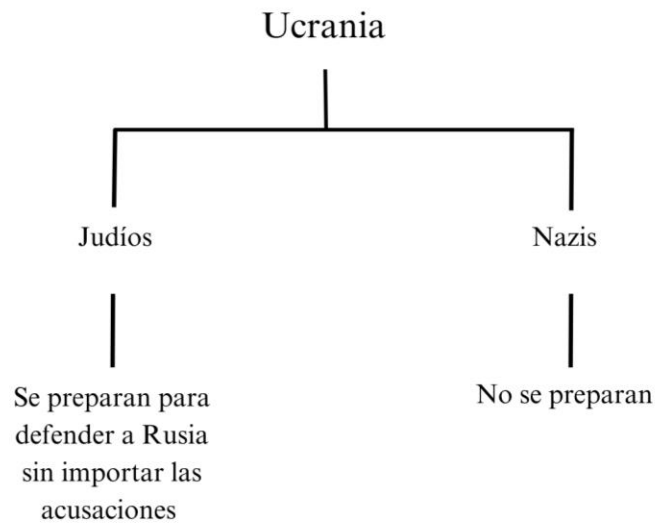 Ucrania
Judíos
Nazis
Se preparan para
defender a Rusia
sin importar las
acusaciones
No se preparan